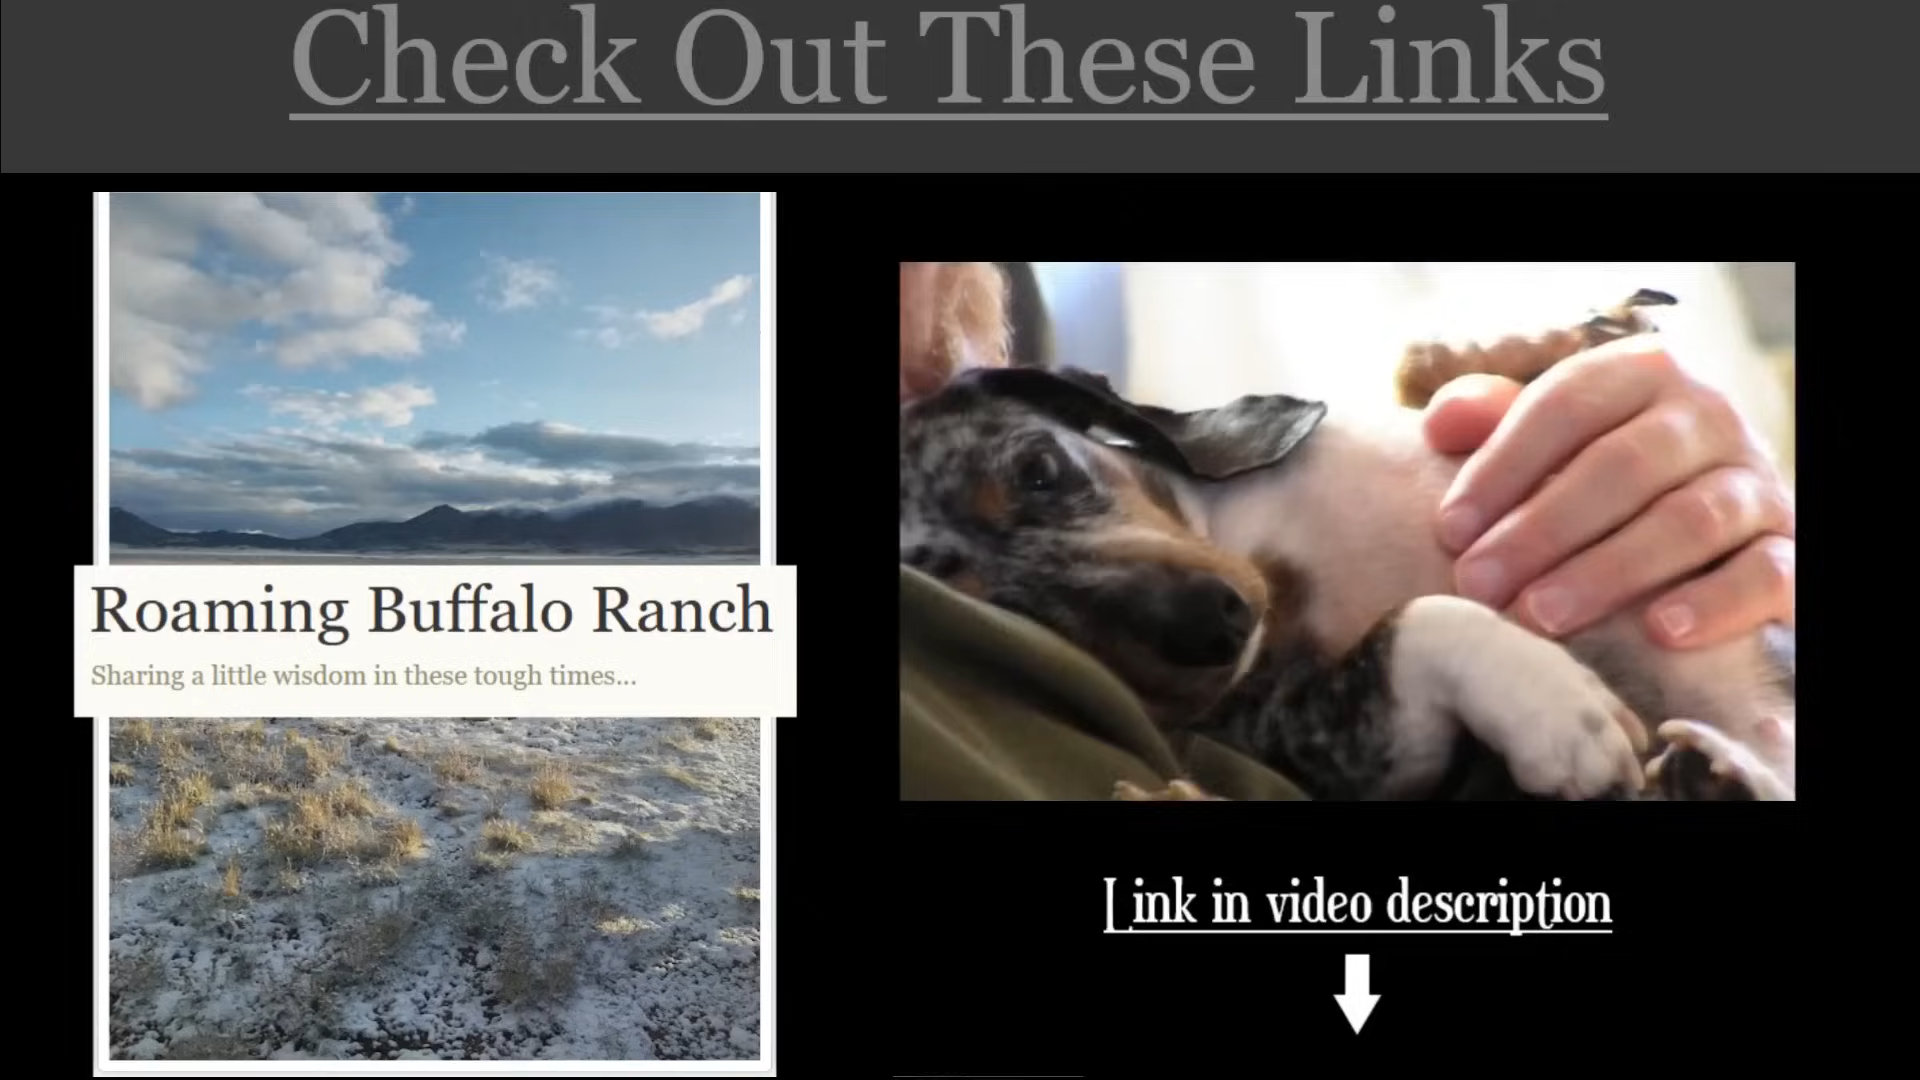 Check Out These Links
Roaming Buffalo Ranch
Sharing a little wisdom in these tough times...
Link in video description